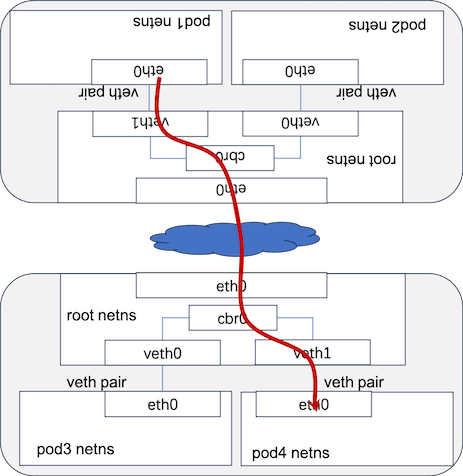 pod1 netns
pod2 netns
eth0
eth0
veth pair
veth pair
veth1
veth0
root netns
cbr0
eth0
eth0
root netns
cbr0
veth0
veth1
veth pair
veth pair
eth0
eth0
pod3 netns
pod4 netns